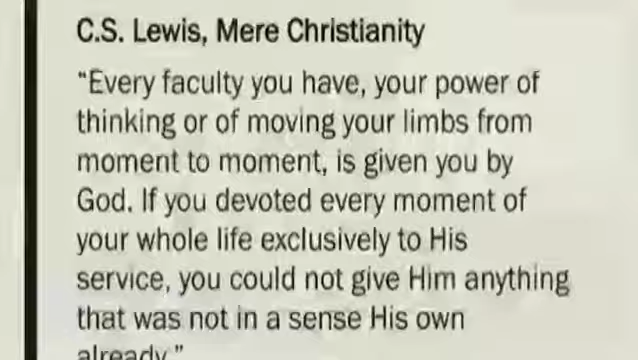 C.S. Lewis, Mere Christianity
“Every faculty you have, your power of
thinking or of moving your limbs from
moment to moment, is given you by
God. If you devoted every moment of
your whole life exclusively to His
service, you could not give Him anything
that was not in a sense His own
already.”